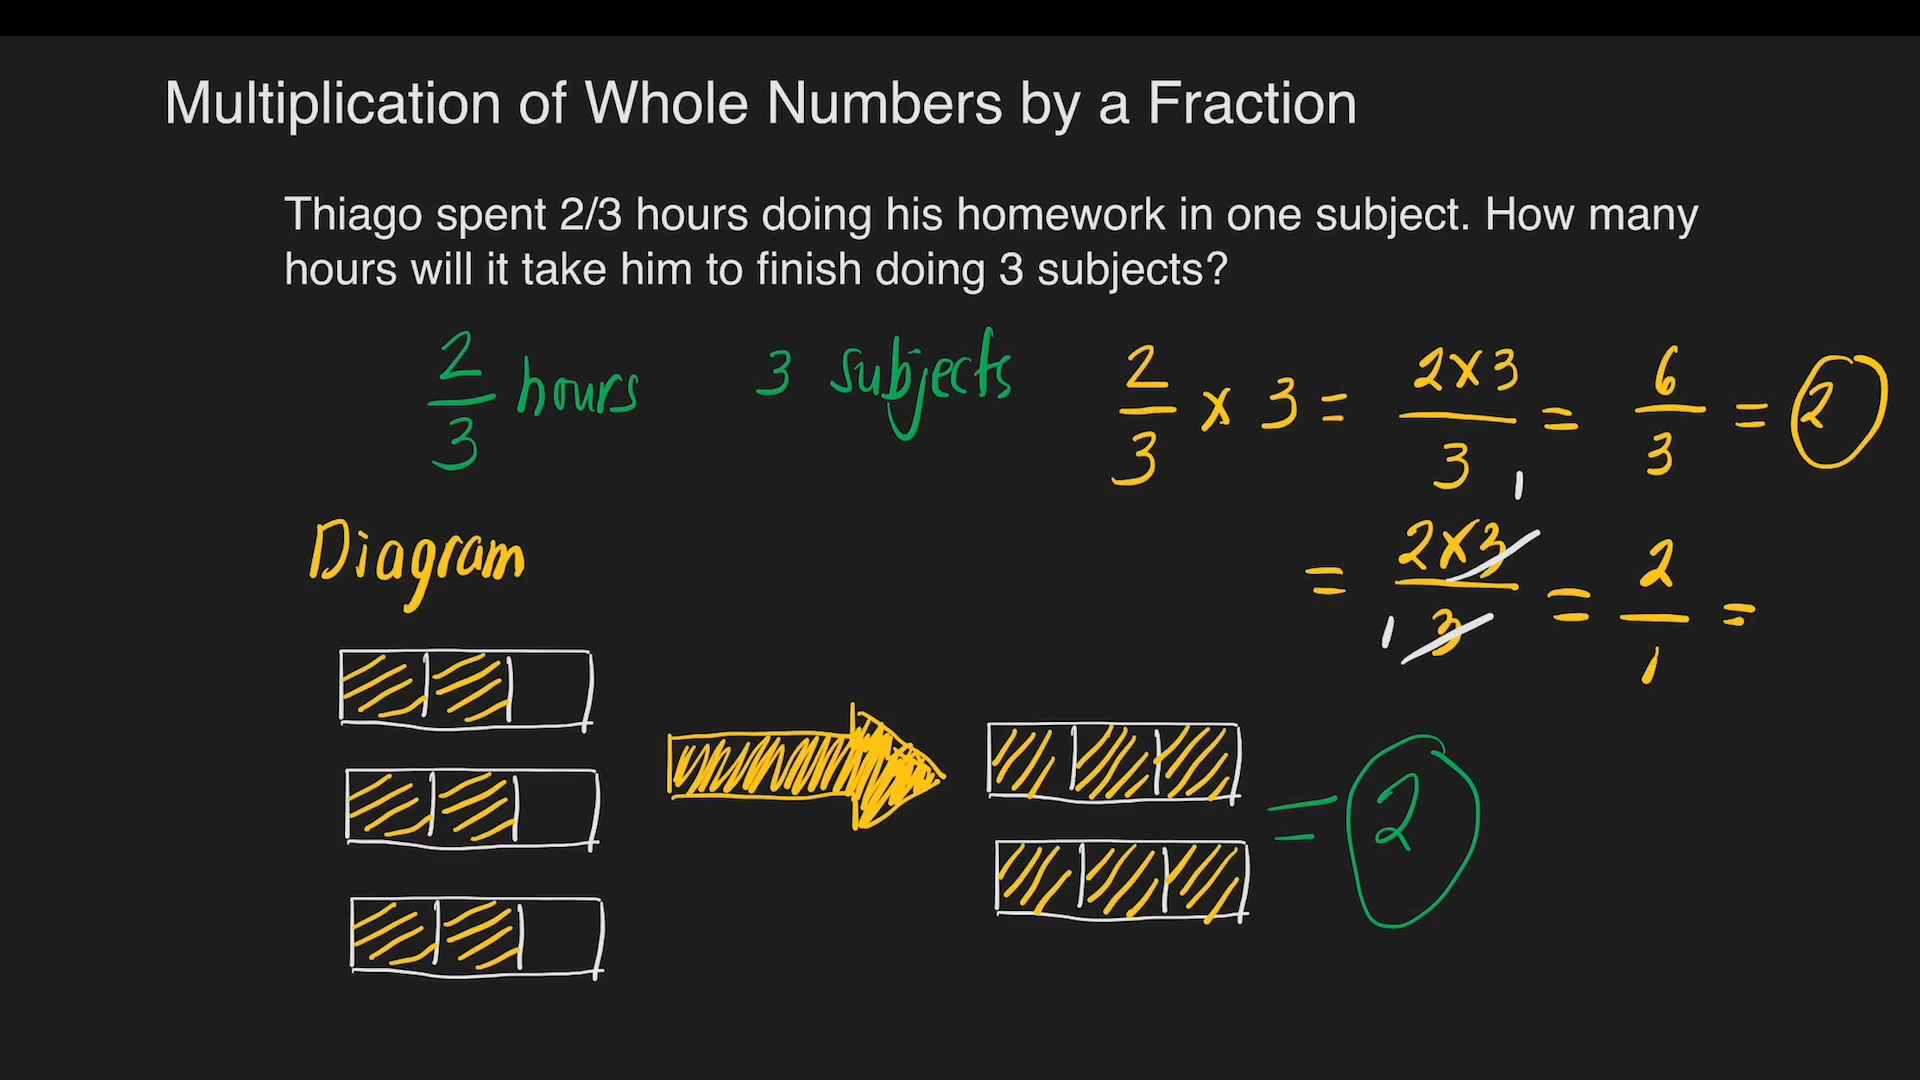 Multiplication of Whole Numbers by a Fraction
Thiago spent 2/3 hours doing his homework in one subject. How many
hours will it take him to finish doing 3 subjects?
2/3 hours
3 subjects
2/3 x 3 = 2x3/3 = 6/3 = 2
1
= 2x3/3 = 2/1 =
1
Diagram
= 2